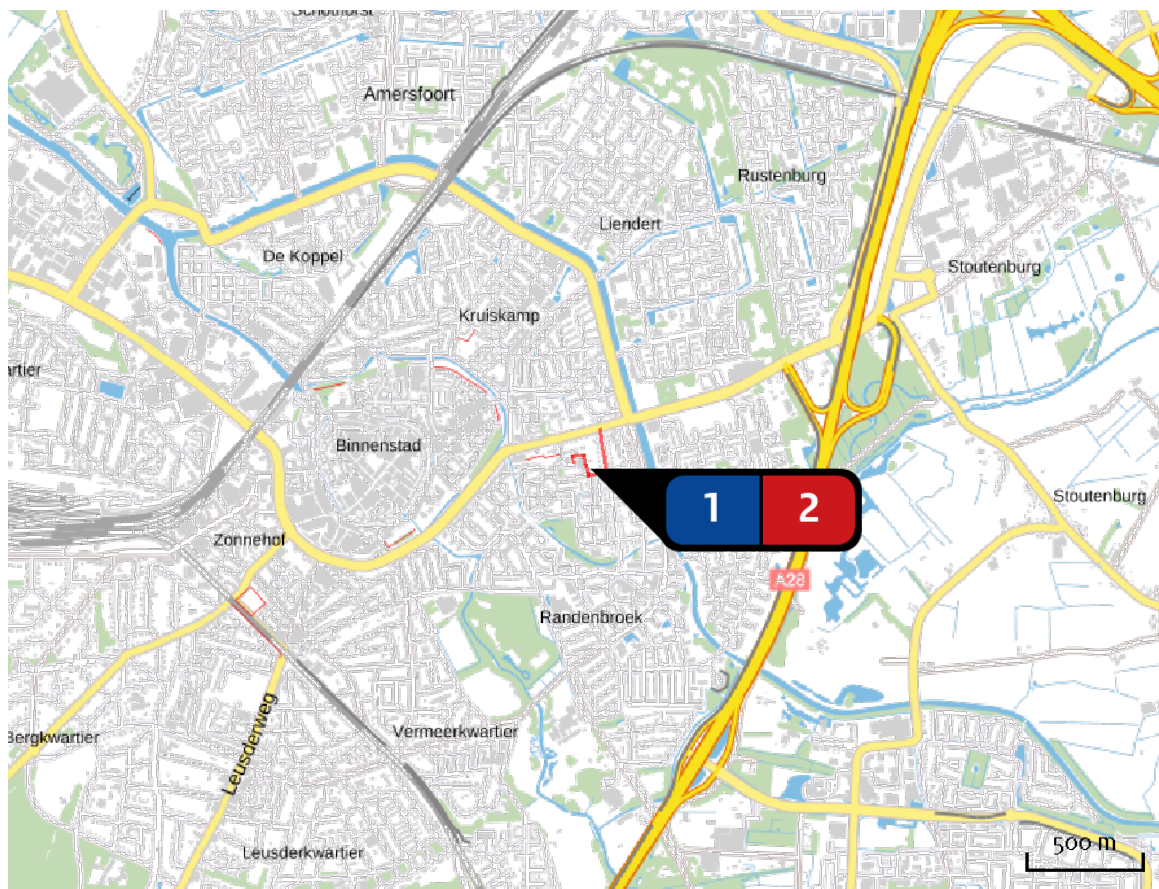 Schothorst
Amersfoort
Rustenburg
Liendert
De Koppel
Stoutenburg
Kruiskamp
artier
Binnenstad
Stoutenburg
1 2
Zonnehof
A28
Randenbroek
Leusderweg
Vermeerkwartier
Bergkwartier
500 m
Leusderkwartier